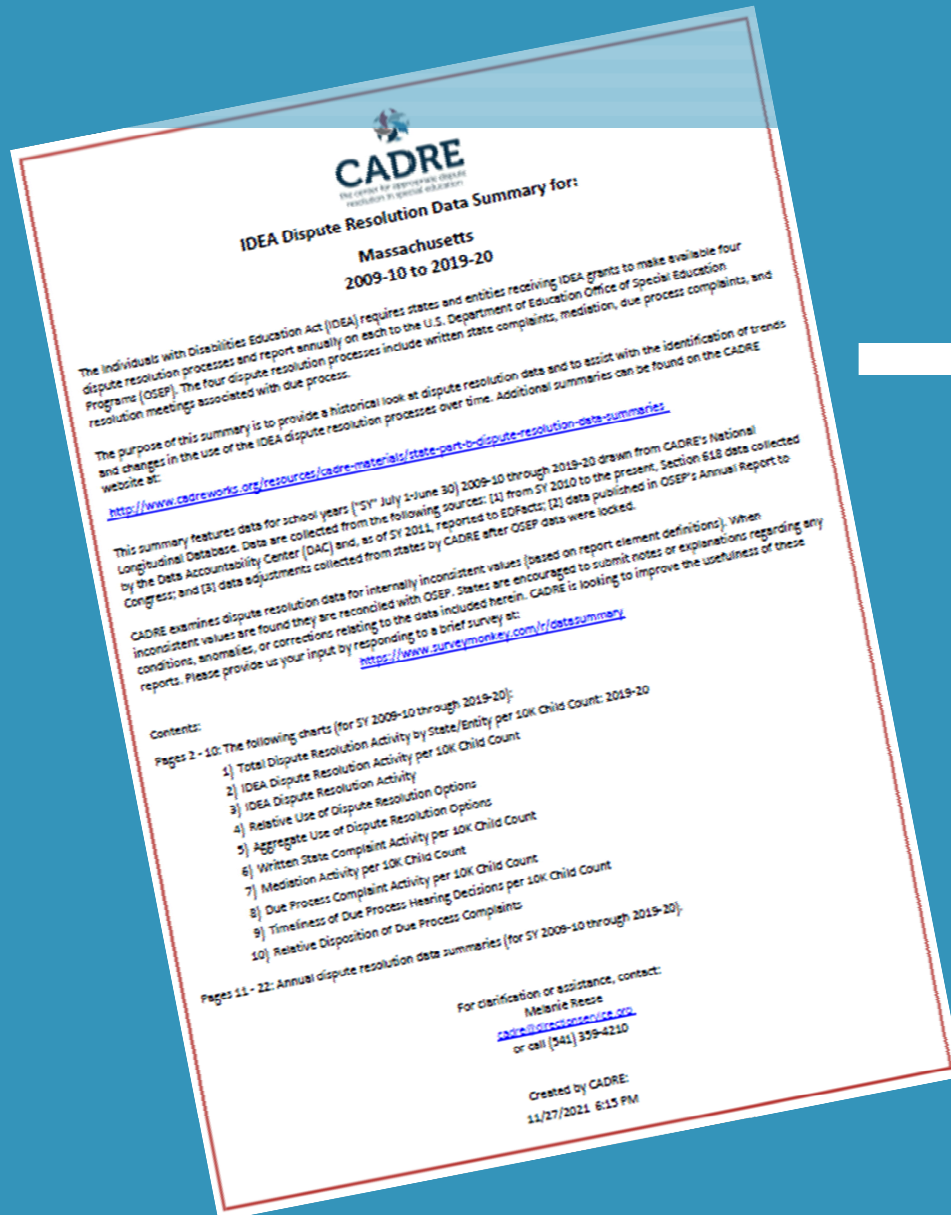 CADRE
The center for appropriate dispute
resolution in special education
IDEA Dispute Resolution Data Summary for:
Massachusetts
2009-10 to 2019-20
The Individuals with Disabilities Education Act (IDEA) requires states and entities receiving IDEA grants to make available four
dispute resolution processes and report annually on each to the U.S. Department of Education Office of Special Education
Programs (OSEP). The four dispute resolution processes include written state complaints, mediation, due process complaints, and
resolution meetings associated with due process.
The purpose of this summary is to provide a historical look at dispute resolution data and to assist with the identification of trends
and changes in the use or the IDEA dispute resolution processes over time. Additional summaries can be found on the CADRE
website at:
http://www.cadreworks.org/resources/cadre-materials/state-part-b-dispute-resolution-data-summaries
This summary features data for school years ("SY" July 1-June 30) 2009-10 through 2019-20 drawn from CADRE's National
Longitudinal Database. Data are collected from the following sources: [1] from SY 2010 to the present, Section 618 data collected
by the Data Accountability Center (DAC) and, as of SY 2011, reported to EDFacts; [2] data published in OSEP's Annual Report to
Congress; and [3] data adjustments collected from states by CADRE after OSEP data were locked.
CADRE examines dispute resolution data for internally inconsistent values (based on report element definitions). When
inconsistent values are found they are reconciled with OSEP. States are encouraged to submit notes or explanations regarding any
conditions, anomalies, or corrections relating to the data included herein. CADRE is looking to improve the usefulness of these
reports. Please provide us your input by responding to a brief survey at:
https://www.surveymonkey.com/r/datasummary
Contents:
Pages 2 - 10: The following charts (for SY 2009-10 through 2019-20):
1) Total Dispute Resolution Activity by State/Entity per 10K Child Count: 2019-20
2) IDEA Dispute Resolution Activity per 10K Child Count
3) IDEA Dispute Resolution Activity
4) Relative Use of Dispute Resolution Options
5) Aggregate Use of Dispute Resolution Options
6) Written State Complaint Activity per 10K Child Count
7) Mediation Activity per 10K Child Count
8) Due Process Complaint Activity per 10K Child Count
9) Timeliness of Due Process Hearing Decisions per 10K Child Count
10) Relative Disposition of Due Process Complaints
Pages 11 - 22: Annual dispute resolution data summaries (for SY 2009-10 through 2019-20).
For clarification or assistance, contact:
Melanie Reese
cadre@directionservice.org
or call (541) 359-4210
Created by CADRE:
11/27/2021 6:15 PM